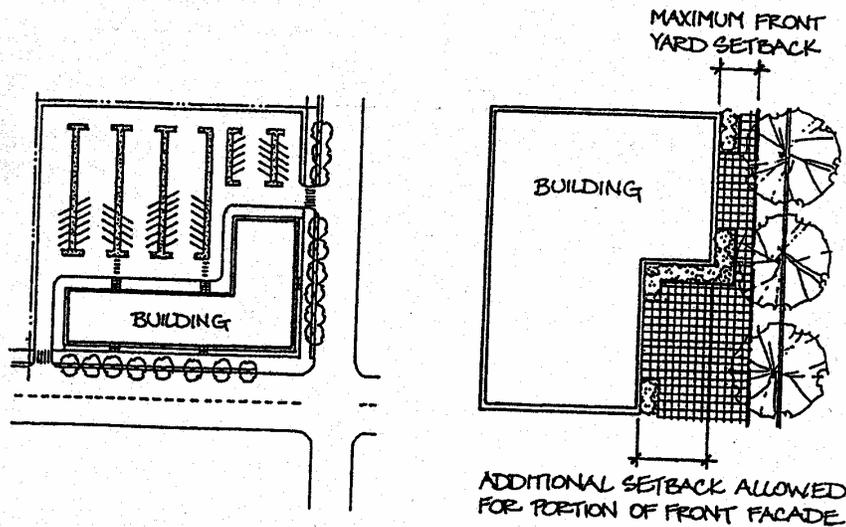 MAXIMUM FRONT
YARD SETBACK
BUILDING
BUILDING
ADDITIONAL SETBACK ALLOWED
FOR PORTION OF FRONT FACADE